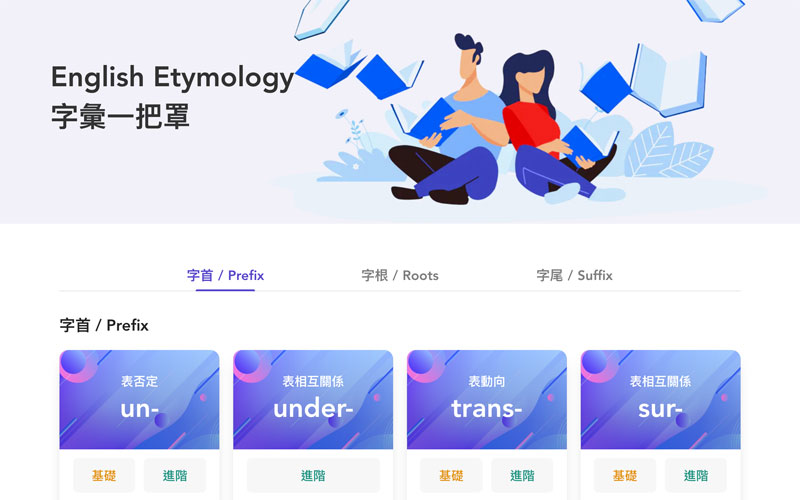 English Etymology
字彙一把罩
字首 / Prefix
字根 / Roots
字尾 / Suffix
字首 / Prefix
表否定
un-
基礎
進階
表相互關係
under-
進階
表動向
trans-
基礎
進階
表相互關係
sur-
基礎
進階